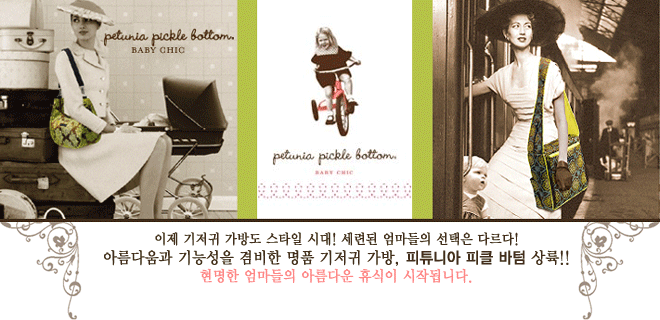 petunia pickle bottom.
BABY CHIC
petunia pickle bottom.
BABY CHIC
이제 기저귀 가방도 스타일 시대! 세련된 엄마들의 선택은 다르다!
아름다움과 기능성을 겸비한 명품 기저귀 가방, 피튜니아 피클 바텀 상륙!!
현명한 엄마들의 아름다운 휴식이 시작됩니다.